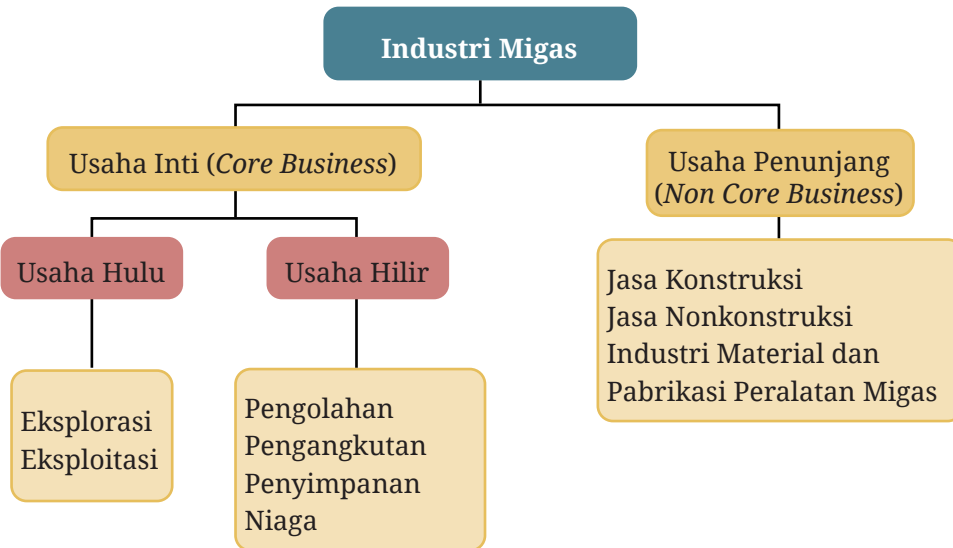 Industri Migas
Usaha Inti (Core Business)
Usaha Penunjang
(Non Core Business)
Usaha Hulu
Usaha Hilir
Jasa Konstruksi
Jasa Nonkonstruksi
Industri Material dan
Pabrikasi Peralatan Migas
Eksplorasi
Eksploitasi
Pengolahan
Pengangkutan
Penyimpanan
Niaga